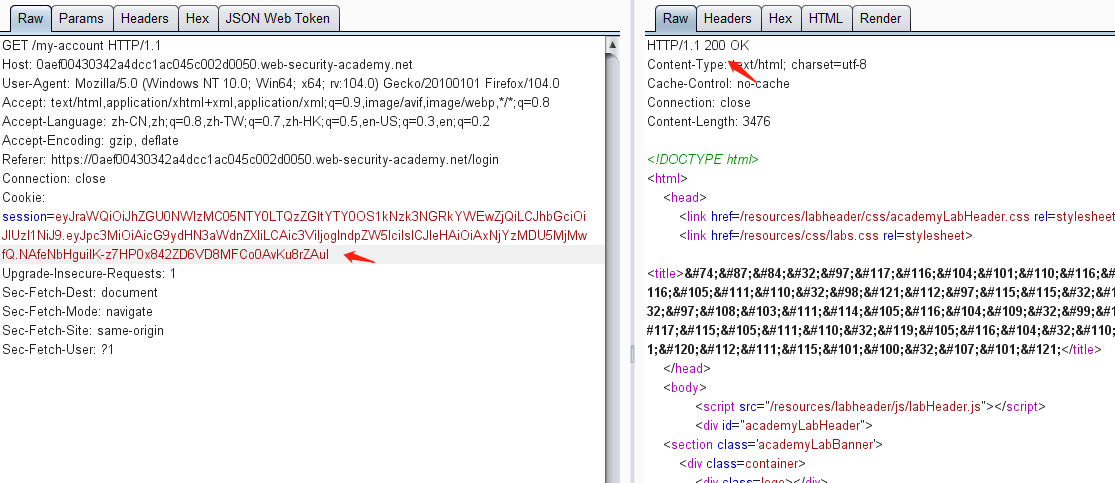 Raw Params Headers Hex JSON Web Token
GET /my-account HTTP/1.1
Host: 0aef00430342a4dcc1ac045c002d0050.web-security-academy.net
User-Agent: Mozilla/5.0 (Windows NT 10.0; Win64; x64; rv:104.0) Gecko/20100101 Firefox/104.0
Accept: text/html,application/xhtml+xml,application/xml;q=0.9,image/avif,image/webp,*/*;q=0.8
Accept-Language: zh-CN,zh;q=0.8,zh-TW;q=0.7,zh-HK;q=0.5,en-US;q=0.3,en;q=0.2
Accept-Encoding: gzip, deflate
Referer: https://0aef00430342a4dcc1ac045c002d0050.web-security-academy.net/login
Connection: close
Cookie:
session=eyJraWQiOiJhZGU0NWIzMC05NTY0LTQzZGItYTY0OS1kNzk3NGRkYWEwZjQiLCJhbGciOi
JIUzI1NiJ9.eyJpc3MiOiAicG9ydHN3aWdnZXIiLCAic3ViIjogIndpZW5lciIsICJleHAiOiAxNjYzMDU5MjMw
fQ.NAfeNbHguilK-z7HP0x842ZD6VD8MFCo0AvKu8rZAuI
Upgrade-Insecure-Requests: 1
Sec-Fetch-Dest: document
Sec-Fetch-Mode: navigate
Sec-Fetch-Site: same-origin
Sec-Fetch-User: ?1
Raw Headers Hex HTML Render
HTTP/1.1 200 OK
Content-Type: text/html; charset=utf-8
Cache-Control: no-cache
Connection: close
Content-Length: 3476
<!DOCTYPE html>
<html>
<head>
<link href=/resources/labheader/css/academyLabHeader.css rel=stylesheet
<link href=/resources/css/labs.css rel=stylesheet>
<title>&#74;&#87;&#84;&#32;&#97;&#117;&#116;&#104;&#101;&#110;&#116;&#
116;&#105;&#111;&#110;&#32;&#98;&#121;&#112;&#97;&#115;&#115;&#32;&#1
32;&#97;&#108;&#103;&#111;&#114;&#105;&#116;&#104;&#109;&#32;&#99;&#1
#117;&#115;&#105;&#111;&#110;&#32;&#119;&#105;&#116;&#104;&#32;&#110;
1;&#120;&#112;&#111;&#115;&#101;&#100;&#32;&#107;&#101;&#121;</title>
</head>
<body>
<script src="/resources/labheader/js/labHeader.js"></script>
<div id="academyLabHeader">
<section class='academyLabBanner'>
<div class=container>
<div class=logo></div>